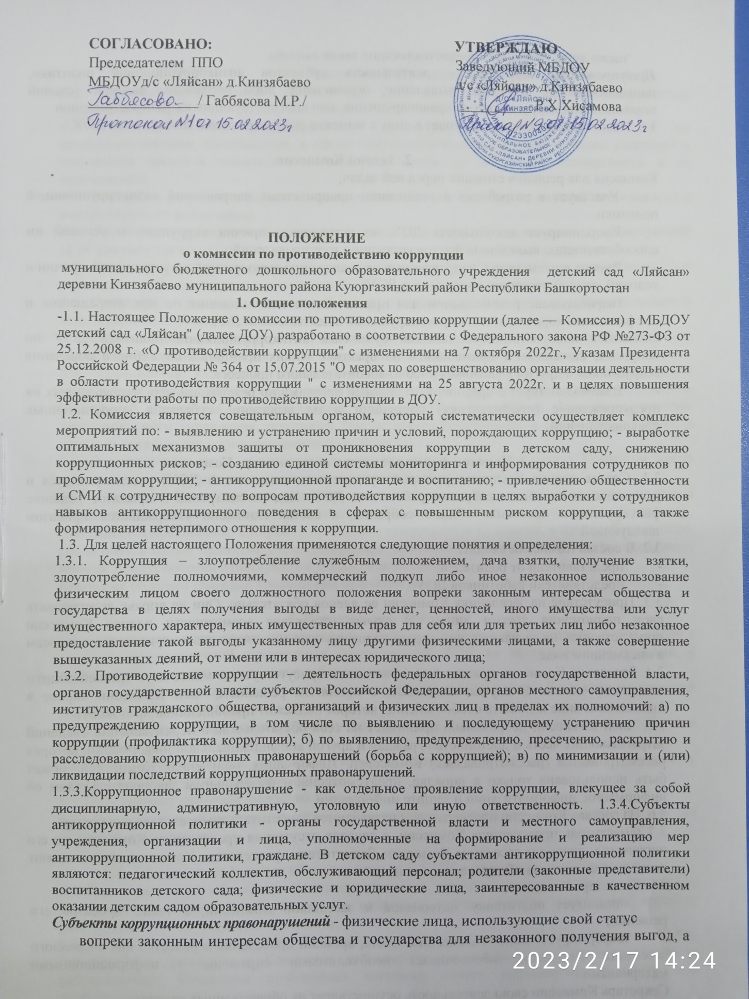 СОГЛАСОВАНО:
Председателем ППО
МБДОУд/с «Ляйсан» д.Кинзябаево
Габбясова / Габбясова М.Р./
Протокол №1 от 15.02.2023г
УТВЕРЖДАЮ
Заведующий МБДОУ
д/с «Ляйсан» д.Кинзябаево
Р.Х.Хисамова
Приказ №9 от 15.02.2023г
ПОЛОЖЕНИЕ
о комиссии по противодействию коррупции
муниципального бюджетного дошкольного образовательного учреждения детский сад «Ляйсан»
деревни Кинзябаево муниципального района Куюргазинский район Республики Башкортостан
1. Общие положения
-1.1. Настоящее Положение о комиссии по противодействию коррупции (далее — Комиссия) в МБДОУ
детский сад «Ляйсан" (далее ДОУ) разработано в соответствии с Федерального закона РФ №273-ФЗ от
25.12.2008 г. «О противодействии коррупции" с изменениями на 7 октября 2022г., Указам Президента
Российской Федерации № 364 от 15.07.2015 "О мерах по совершенствованию организации деятельности
в области противодействия коррупции " с изменениями на 25 августа 2022г. и в целях повышения
эффективности работы по противодействию коррупции в ДОУ.
1.2. Комиссия является совещательным органом, который систематически осуществляет комплекс
мероприятий по: - выявлению и устранению причин и условий, порождающих коррупцию; - выработке
оптимальных механизмов защиты от проникновения коррупции в детском саду, снижению
коррупционных рисков; - созданию единой системы мониторинга и информирования сотрудников по
проблемам коррупции; - антикоррупционной пропаганде и воспитанию; - привлечению общественности
и СМИ к сотрудничеству по вопросам противодействия коррупции в целях выработки у сотрудников
навыков антикоррупционного поведения в сферах с повышенным риском коррупции, а также
формирования нетерпимого отношения к коррупции.
1.3. Для целей настоящего Положения применяются следующие понятия и определения:
1.3.1. Коррупция – злоупотребление служебным положением, дача взятки, получение взятки,
злоупотребление полномочиями, коммерческий подкуп либо иное незаконное использование
физическим лицом своего должностного положения вопреки законным интересам общества и
государства в целях получения выгоды в виде денег, ценностей, иного имущества или услуг
имущественного характера, иных имущественных прав для себя или для третьих лиц либо незаконное
предоставление такой выгоды указанному лицу другими физическими лицами, а также совершение
вышеуказанных деяний, от имени или в интересах юридического лица;
1.3.2. Противодействие коррупции – деятельность федеральных органов государственной власти,
органов государственной власти субъектов Российской Федерации, органов местного самоуправления,
институтов гражданского общества, организаций и физических лиц в пределах их полномочий: а) по
предупреждению коррупции, в том числе по выявлению и последующему устранению причин
коррупции (профилактика коррупции); б) по выявлению, предупреждению, пресечению, раскрытию и
расследованию коррупционных правонарушений (борьба с коррупцией); в) по минимизации и (или)
ликвидации последствий коррупционных правонарушений.
1.3.3.Коррупционное правонарушение - как отдельное проявление коррупции, влекущее за собой
дисциплинарную, административную, уголовную или иную ответственность. 1.3.4.Субъекты
антикоррупционной политики - органы государственной власти и местного самоуправления,
учреждения, организации и лица, уполномоченные на формирование и реализацию мер
антикоррупционной политики, граждане. В детском саду субъектами антикоррупционной политики
являются: педагогический коллектив, обслуживающий персонал; родители (законные представители)
воспитанников детского сада; физические и юридические лица, заинтересованные в качественном
оказании детским садом образовательных услуг.
Субъекты коррупционных правонарушений - физические лица, использующие свой статус
вопреки законным интересам общества и государства для незаконного получения выгод, а
2023/2/17 14:24